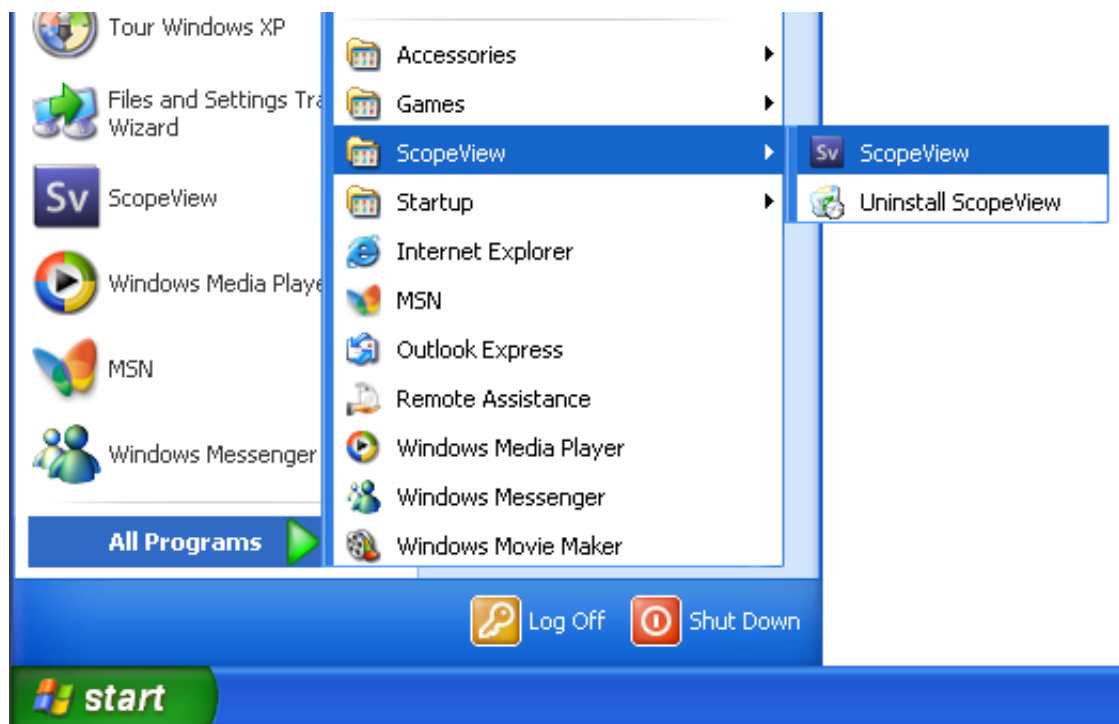 Tour Windows XP
Files and Settings Tra
Wizard
Sv
ScopeView
Windows Media Playe
MSN
Windows Messenger
All Programs
Accessories
Games
ScopeView
Startup
Internet Explorer
MSN
Outlook Express
Remote Assistance
Windows Media Player
Windows Messenger
Windows Movie Maker
Sv
ScopeView
Uninstall ScopeView
Log Off
Shut Down
start